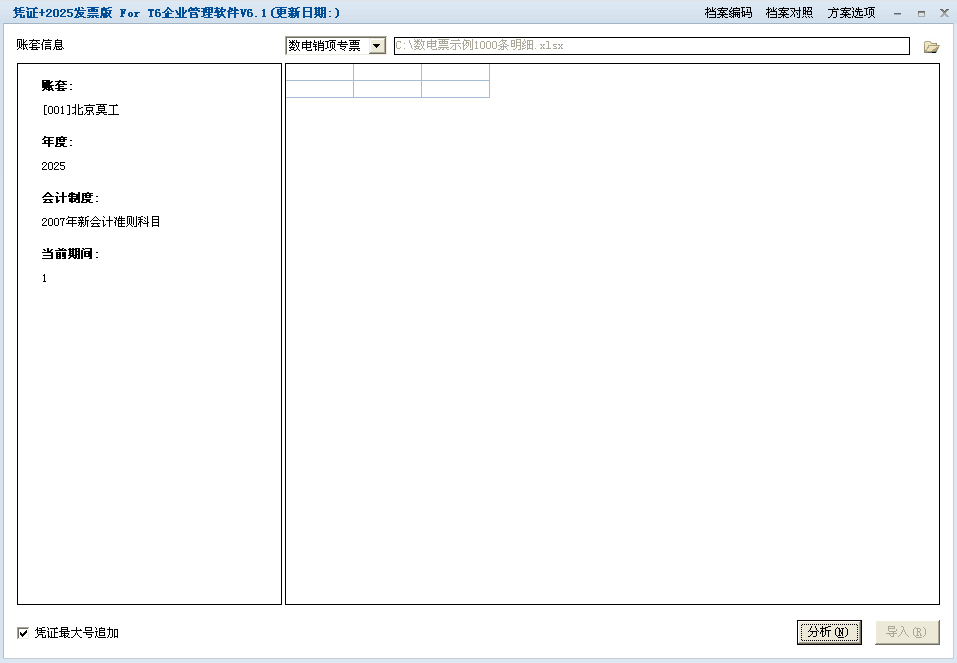 凭证+2025发票版 For T6企业管理软件V6.1(更新日期:)
档案编码 档案对照 方案选项
账套信息
数电销项专票
C:\数电票示例1000条明细.xlsx
账套:
[001]北京莫工
年度:
2025
会计制度:
2007年新会计准则科目
当前期间:
1
凭证最大号追加
分析(N)
导入(R)